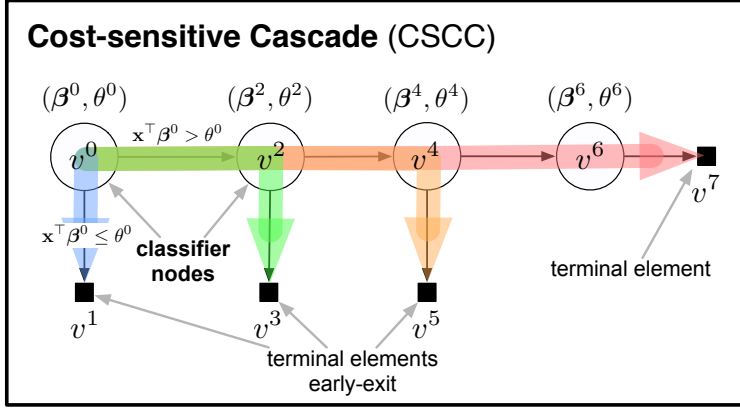 Cost-sensitive Cascade (CSCC)
(β⁰, θ⁰) (β², θ²) (β⁴, θ⁴) (β⁶, θ⁶)
x⊤β⁰ > θ⁰
v⁰ v² v⁴ v⁶
v⁷
x⊤β⁰ ≤ θ⁰
classifier
nodes
terminal element
v¹ v³ v⁵
terminal elements
early-exit